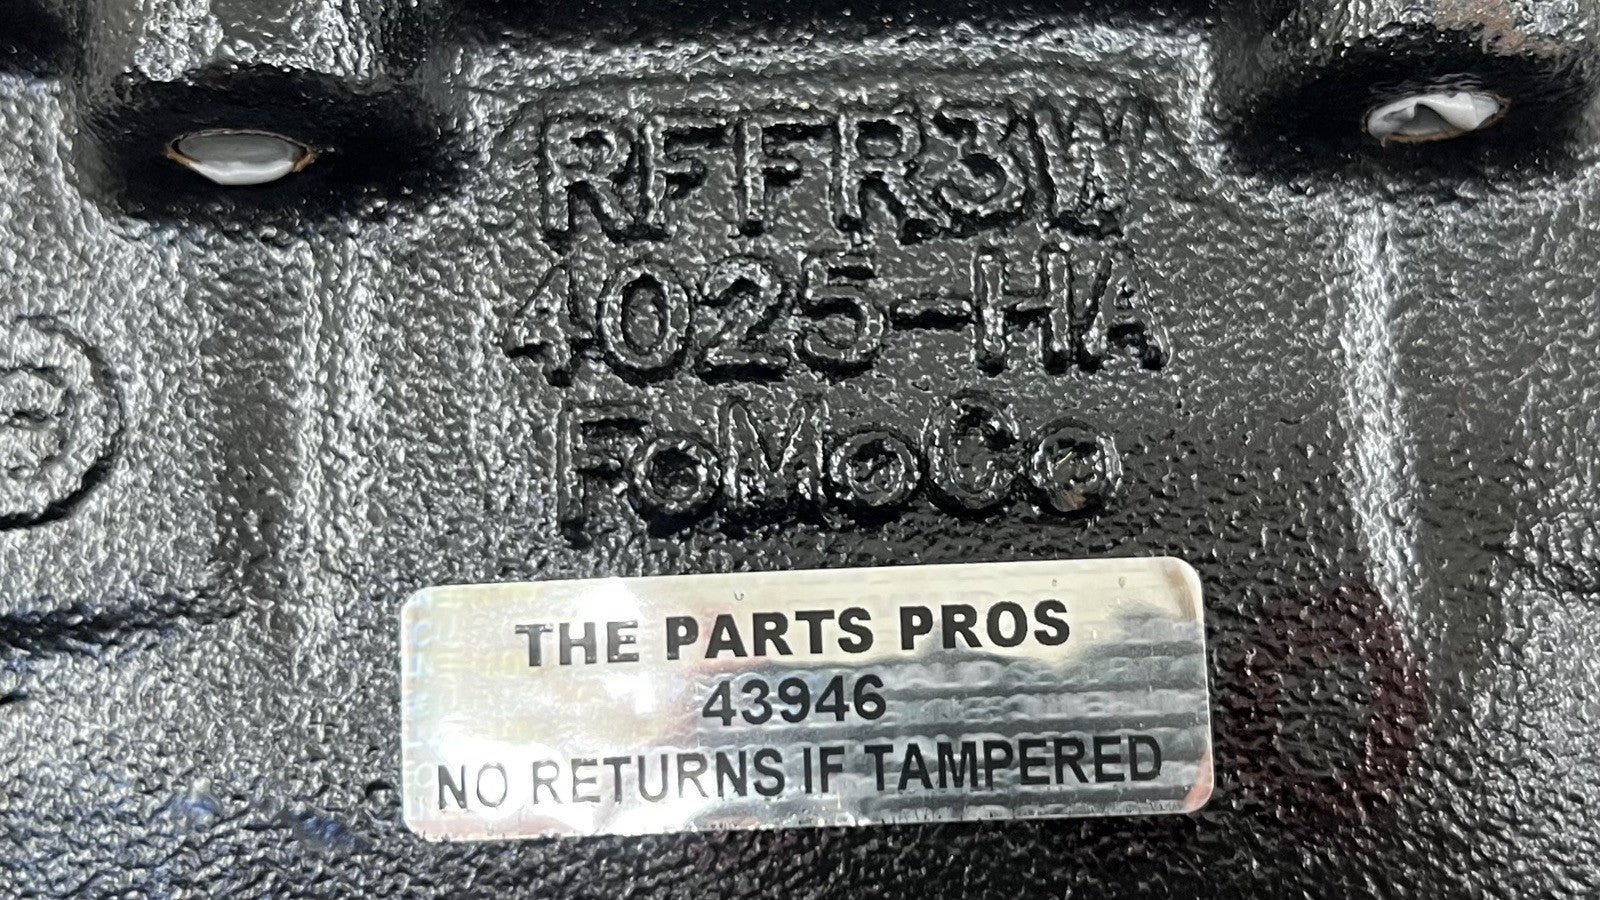 RFFR3W
4025-HA
FoMoCo
THE PARTS PROS
43946
NO RETURNS IF TAMPERED